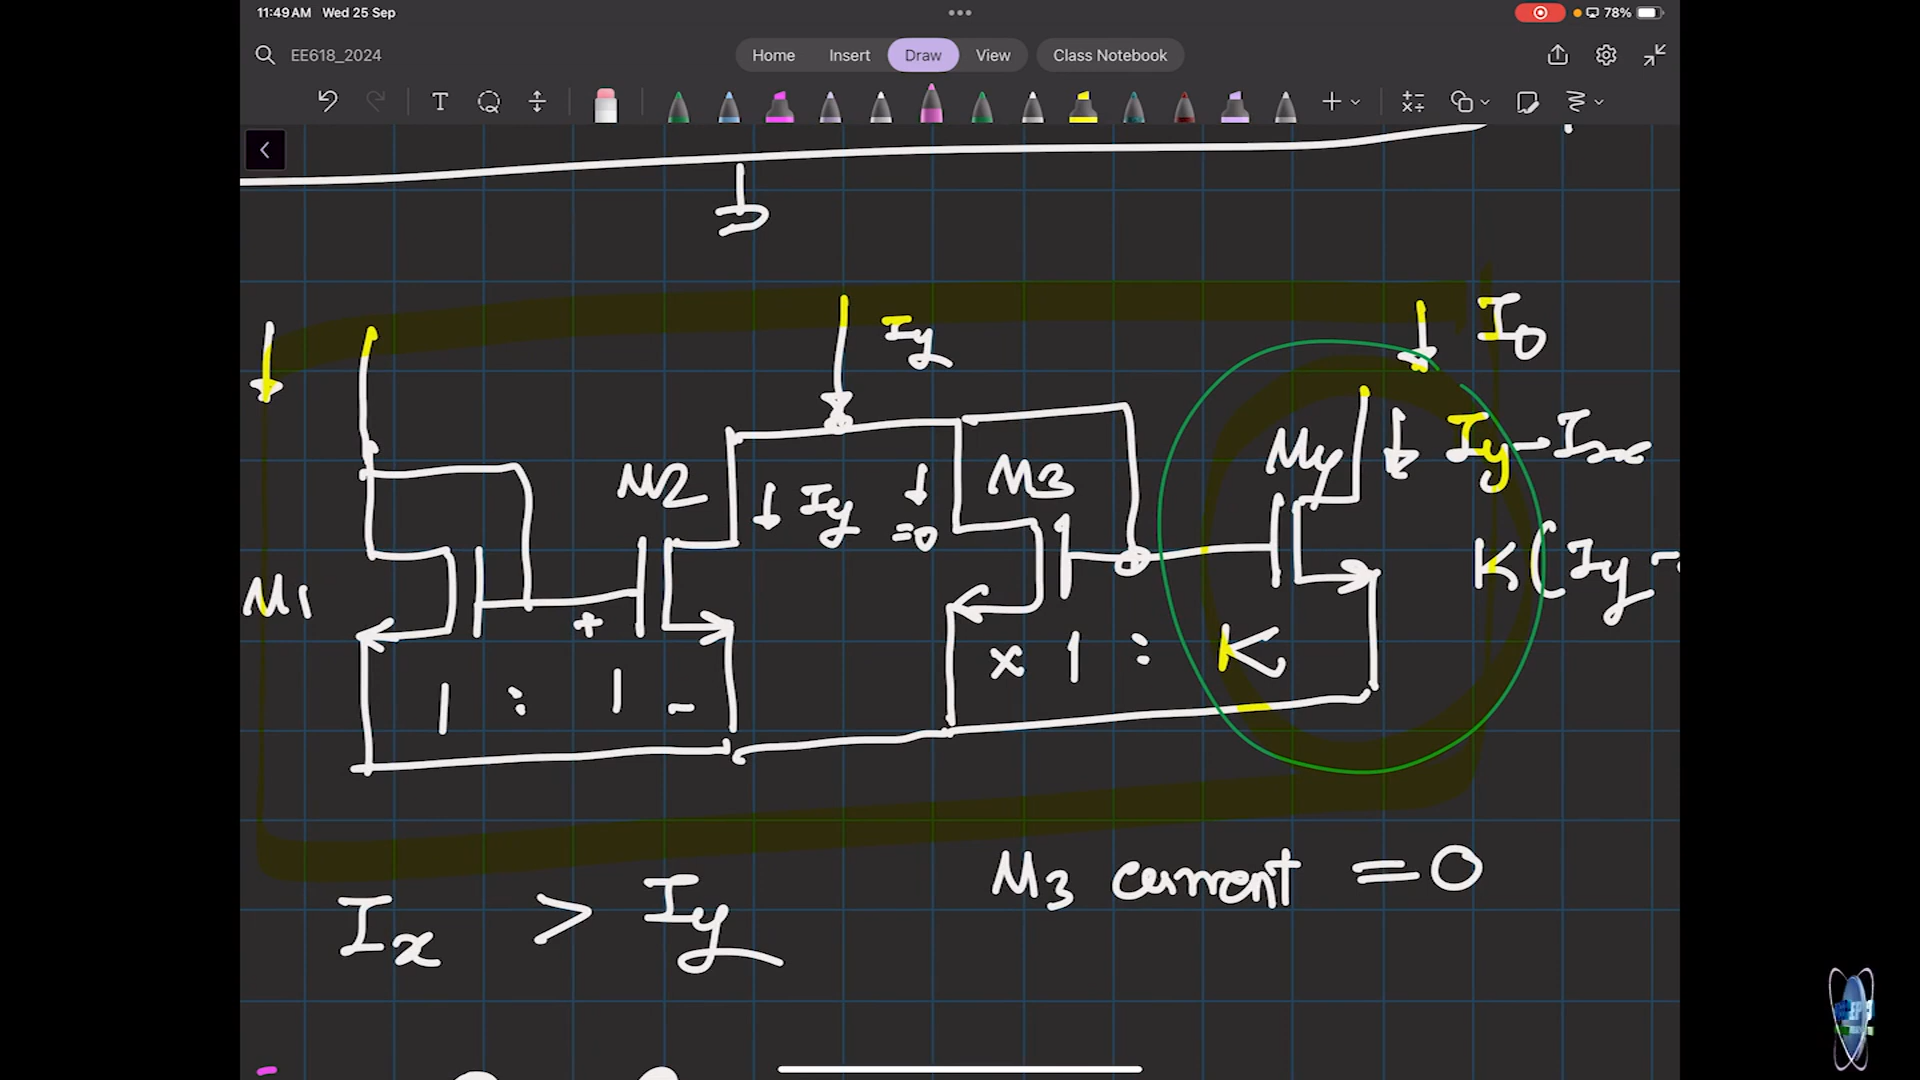 11:49 AM Wed 25 Sep
78%
EE618_2024
Home Insert Draw View Class Notebook
T
Iy
I0
M2
↓ Iy ↓ =0
M3
My
↓ Iy - Ix
M1
K(Iy -
+
1 : 1 -
x 1 : K
M3 current = 0
Ix > Iy